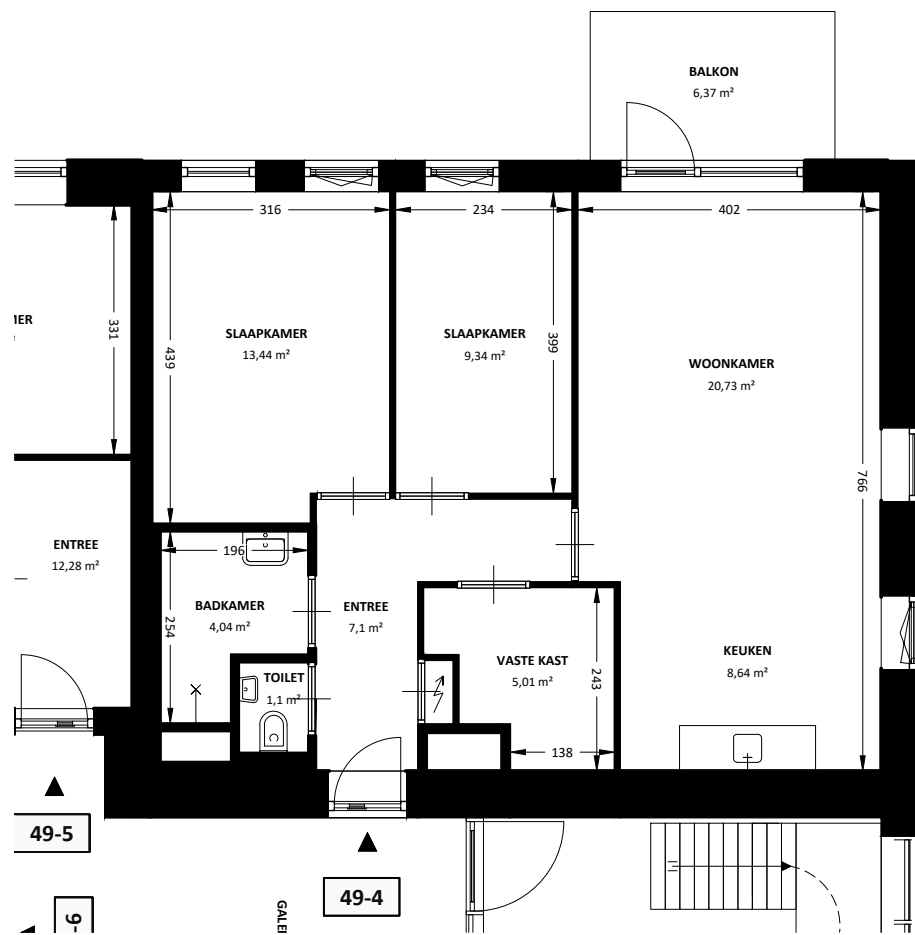 BALKON
6,37 m²
316
234
402
331
439
399
766
SLAAPKAMER
13,44 m²
SLAAPKAMER
9,34 m²
WOONKAMER
20,73 m²
ENTREE
12,28 m²
196
254
BADKAMER
4,04 m²
ENTREE
7,1 m²
VASTE KAST
5,01 m²
243
138
KEUKEN
8,64 m²
TOILET
1,1 m²
49-5
49-4